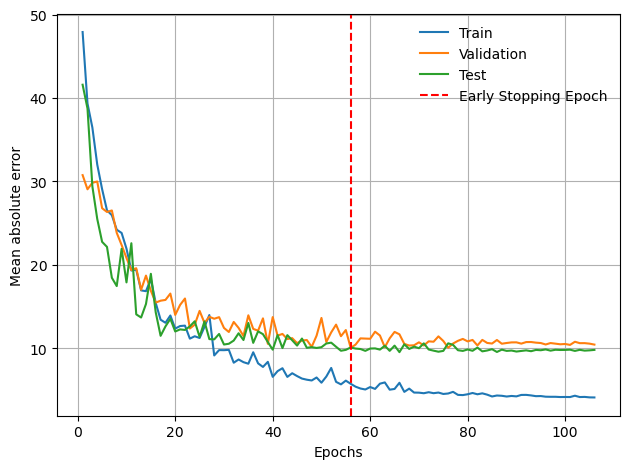 50
40
30
20
10
Mean absolute error
Train
Validation
Test
Early Stopping Epoch
0 20 40 60 80 100
Epochs